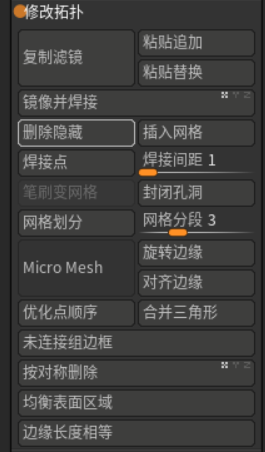 修改拓扑
复制滤镜
粘贴追加
粘贴替换
镜像并焊接
删除隐藏 插入网格
焊接点 焊接间距 1
笔刷变网格 封闭孔洞
网格划分 网格分段 3
Micro Mesh
旋转边缘
对齐边缘
优化点顺序 合并三角形
未连接组边框
按对称删除
均衡表面区域
边缘长度相等